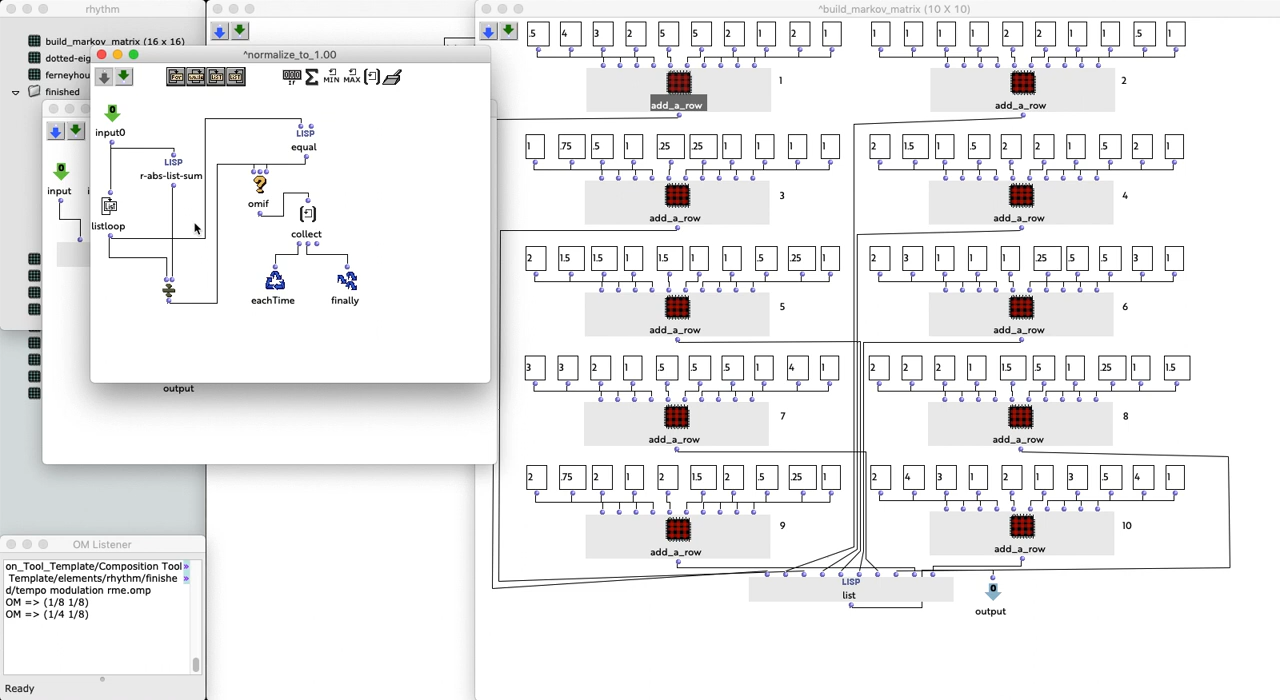 rhythm
build_markov_matrix (16 x 16)
dotted-eig
ferneyhou
finished
^normalize_to_1.00
MIN
MAX
input0
LISP
equal
LISP
r-abs-list-sum
omif
listloop
collect
eachTime
finally
input
i
output
OM Listener
on_Tool_Template/Composition Tool
Template/elements/rhythm/finishe
d/tempo modulation rme.omp
OM => (1/8 1/8)
OM => (1/4 1/8)
Ready
^build_markov_matrix (10 X 10)
.5 4 3 2 5 5 2 1 2 1
add_a_row
1
1 1 1 1 2 2 1 1 .5 1
add_a_row
2
1 .75 .5 1 .25 .25 1 1 1 1
add_a_row
3
2 1.5 1 .5 2 1 1 .5 2 1
add_a_row
4
2 1.5 1.5 1 1.5 1 1 .5 .25 1
add_a_row
5
2 3 1 1 1 .25 .5 .5 3 1
add_a_row
6
3 3 2 1 .5 .5 .5 1 4 1
add_a_row
7
2 2 2 1 1.5 .5 1 .25 1 1.5
add_a_row
8
2 .75 2 1 2 1.5 2 .5 .25 1
add_a_row
9
2 4 3 1 2 1 3 .5 4 1
add_a_row
10
LISP
list
output